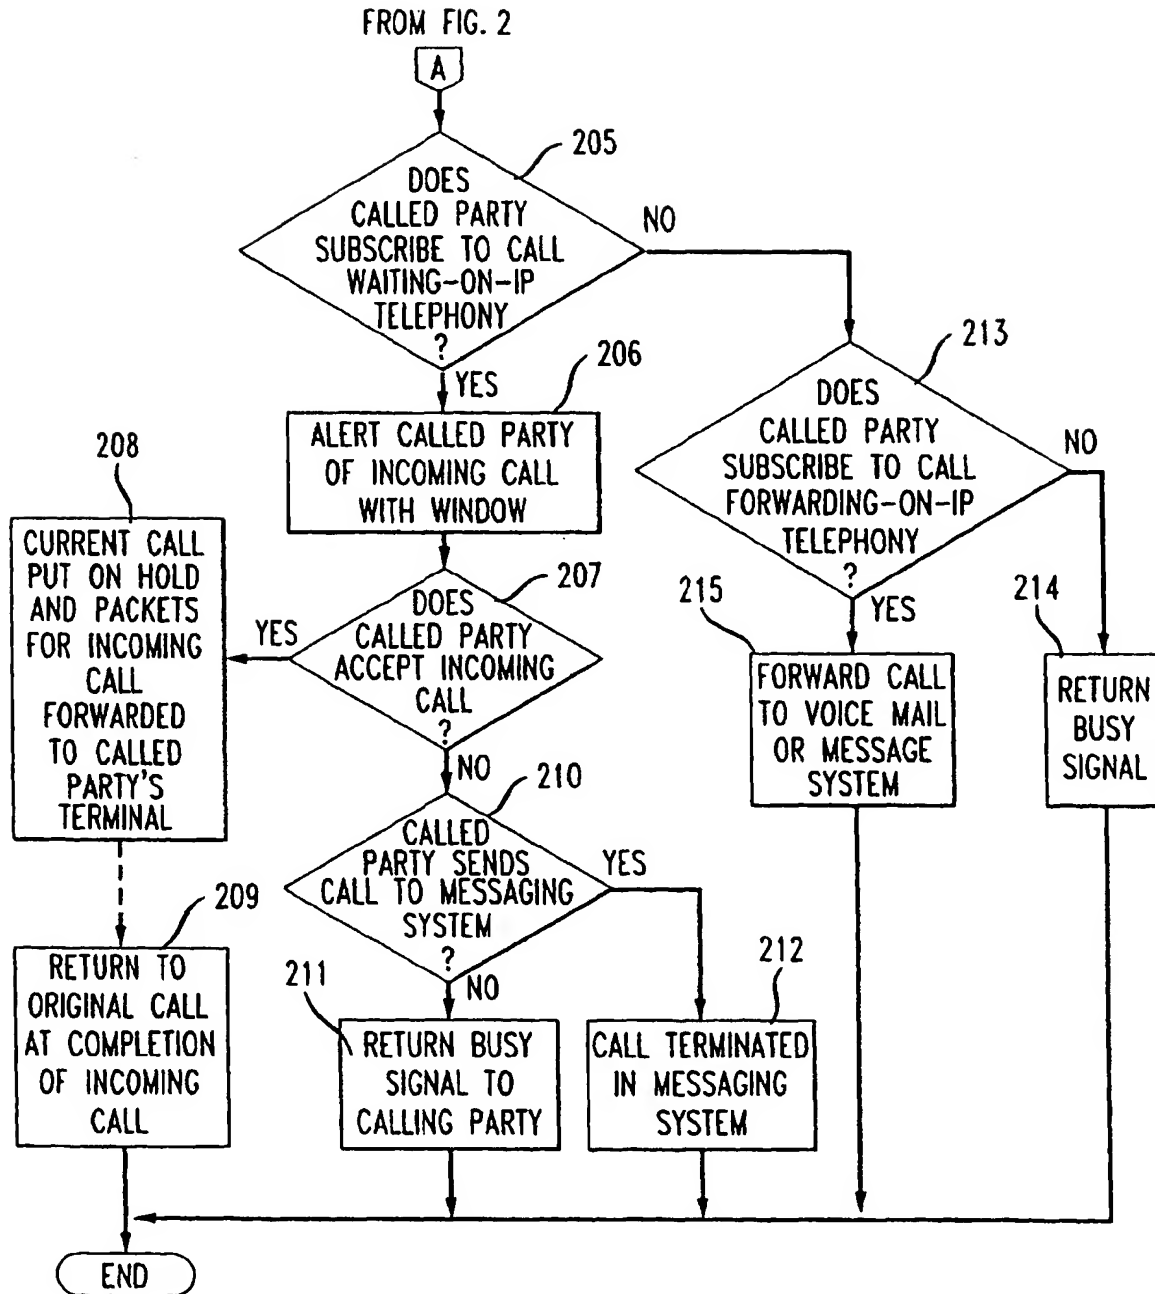 FROM FIG. 2
A
205
DOES
CALLED PARTY
SUBSCRIBE TO CALL
WAITING-ON-IP
TELEPHONY
?
NO
YES
206
ALERT CALLED PARTY
OF INCOMING CALL
WITH WINDOW
213
DOES
CALLED PARTY
SUBSCRIBE TO CALL
FORWARDING-ON-IP
TELEPHONY
?
NO
YES
208
CURRENT CALL
PUT ON HOLD
AND PACKETS
FOR INCOMING
CALL
FORWARDED
TO CALLED
PARTY'S
TERMINAL
207
DOES
CALLED PARTY
ACCEPT INCOMING
CALL
?
YES
NO
215
FORWARD CALL
TO VOICE MAIL
OR MESSAGE
SYSTEM
214
RETURN
BUSY
SIGNAL
210
CALLED
PARTY SENDS
CALL TO MESSAGING
SYSTEM
?
YES
NO
209
RETURN TO
ORIGINAL CALL
AT COMPLETION
OF INCOMING
CALL
211
RETURN BUSY
SIGNAL TO
CALLING PARTY
212
CALL TERMINATED
IN MESSAGING
SYSTEM
END